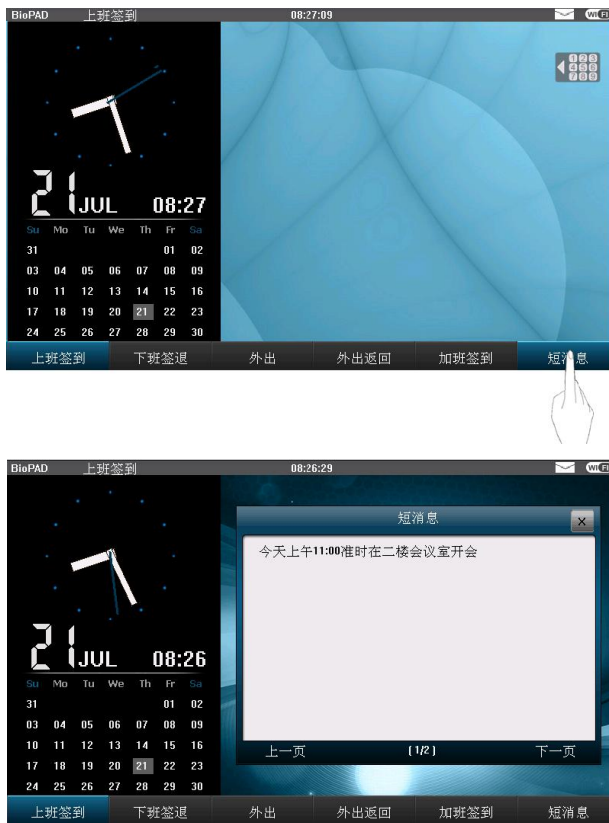 BioPAD 上班签到 08:27:09 WIFI
123
456
789
21 JUL 08:27
Su Mo Tu We Th Fr Sa
31 01 02
03 04 05 06 07 08 09
10 11 12 13 14 15 16
17 18 19 20 21 22 23
24 25 26 27 28 29 30
上班签到 下班签退 外出 外出返回 加班签到 短消息
BioPAD 上班签到 08:26:29 WIFI
短消息 x
今天上午11:00准时在二楼会议室开会
21 JUL 08:26
Su Mo Tu We Th Fr Sa
31 01 02
03 04 05 06 07 08 09
10 11 12 13 14 15 16
17 18 19 20 21 22 23
24 25 26 27 28 29 30
上一页 (1/2) 下一页
上班签到 下班签退 外出 外出返回 加班签到 短消息